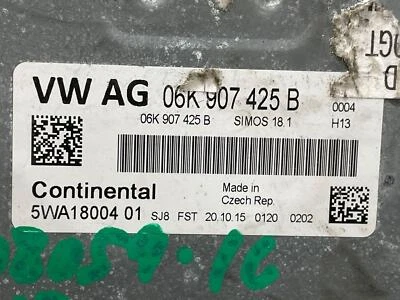 VW AG 06K 907 425 B 0004
06K 907 425 B SIMOS 18.1 H13
Continental
Made in
Czech Rep.
5WA18004 01 SJ8 FST 20.10.15 0120 0202